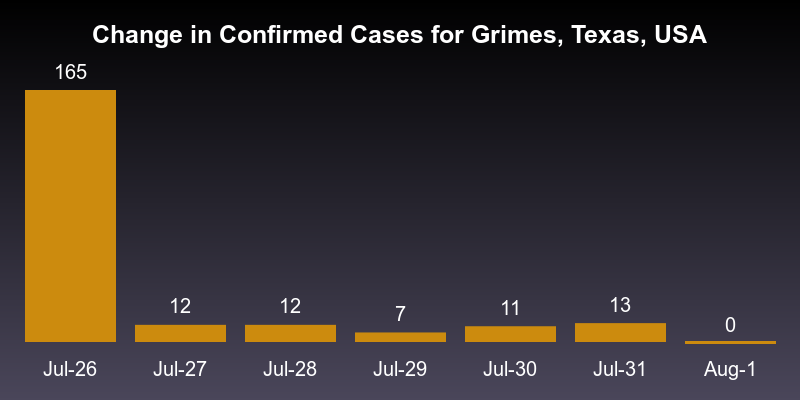 Change in Confirmed Cases for Grimes, Texas, USA
165
12
12
7
11
13
0
Jul-26
Jul-27
Jul-28
Jul-29
Jul-30
Jul-31
Aug-1